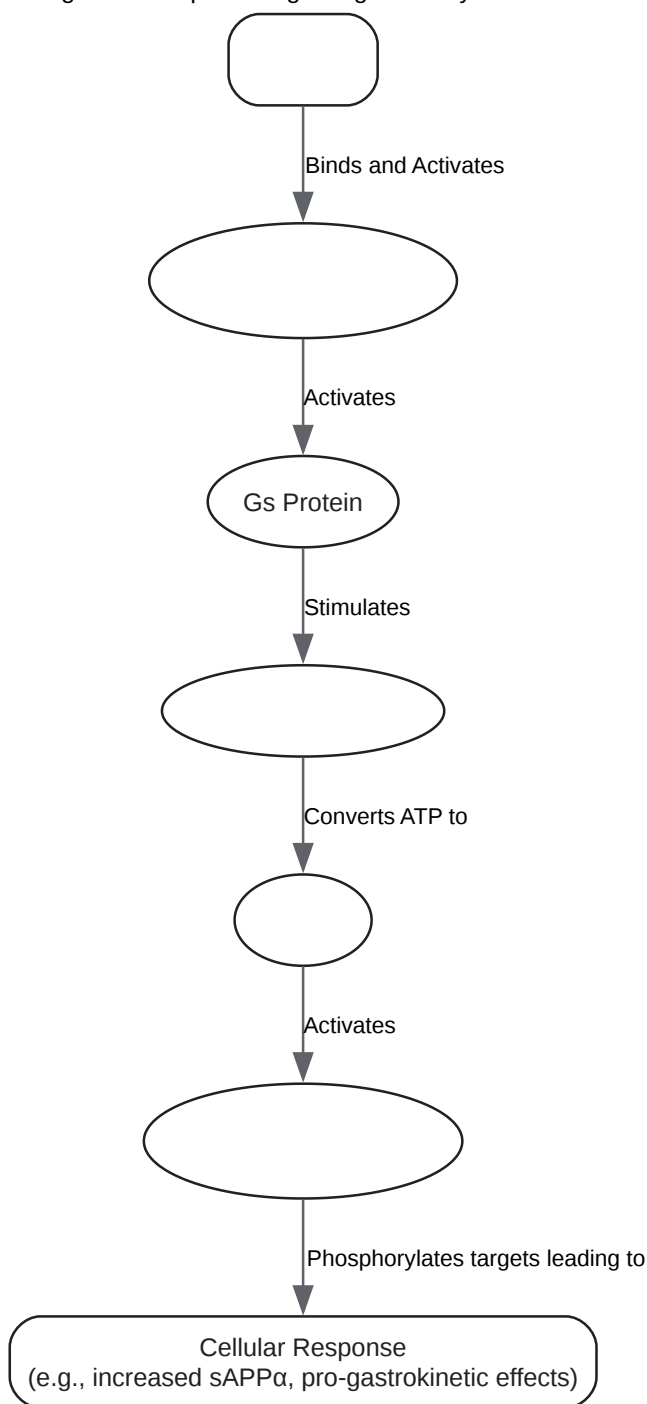 Binds and Activates
Activates
Gs Protein
Stimulates
Converts ATP to
Activates
Phosphorylates targets leading to
Cellular Response
(e.g., increased sAPPα, pro-gastrokinetic effects)